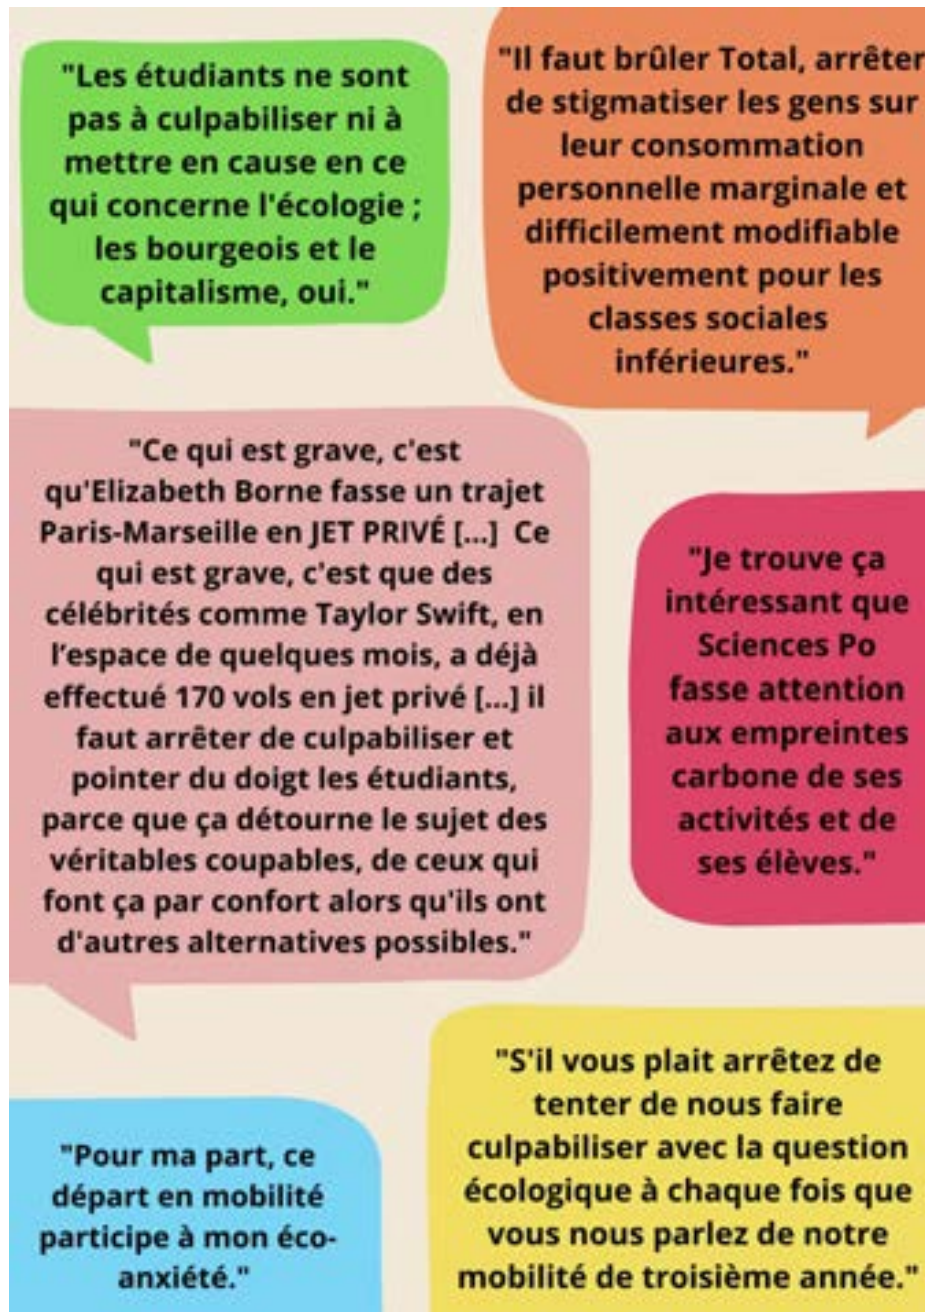 "Les étudiants ne sont
pas à culpabiliser ni à
mettre en cause en ce
qui concerne l'écologie ;
les bourgeois et le
capitalisme, oui."
"Il faut brûler Total, arrêter
de stigmatiser les gens sur
leur consommation
personnelle marginale et
difficilement modifiable
positivement pour les
classes sociales
inférieures."
"Ce qui est grave, c'est
qu'Elizabeth Borne fasse un trajet
Paris-Marseille en JET PRIVÉ [...] Ce
qui est grave, c'est que des
célébrités comme Taylor Swift, en
l'espace de quelques mois, a déjà
effectué 170 vols en jet privé [...] il
faut arrêter de culpabiliser et
pointer du doigt les étudiants,
parce que ça détourne le sujet des
véritables coupables, de ceux qui
font ça par confort alors qu'ils ont
d'autres alternatives possibles."
"Je trouve ça
intéressant que
Sciences Po
fasse attention
aux empreintes
carbone de ses
activités et de
ses élèves."
"Pour ma part, ce
départ en mobilité
participe à mon éco-
anxiété."
"S'il vous plait arrêtez de
tenter de nous faire
culpabiliser avec la question
écologique à chaque fois que
vous nous parlez de notre
mobilité de troisième année."